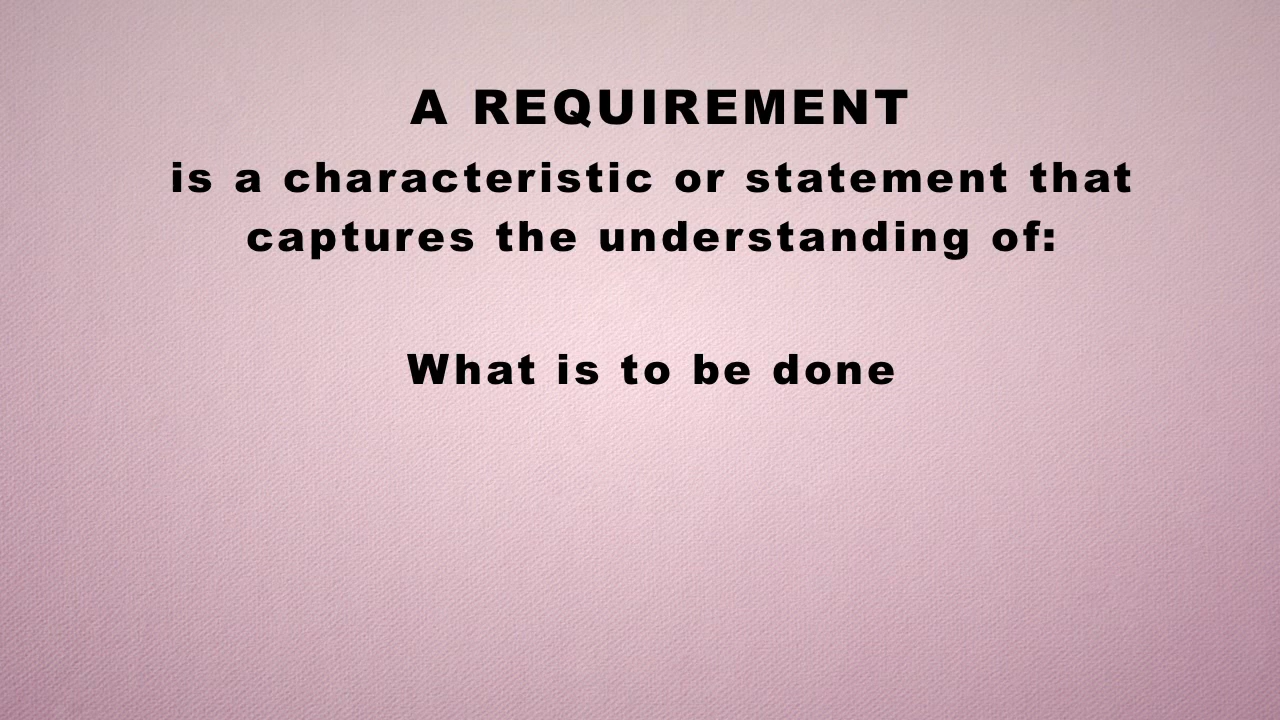 A REQUIREMENT
is a characteristic or statement that
captures the understanding of:
What is to be done